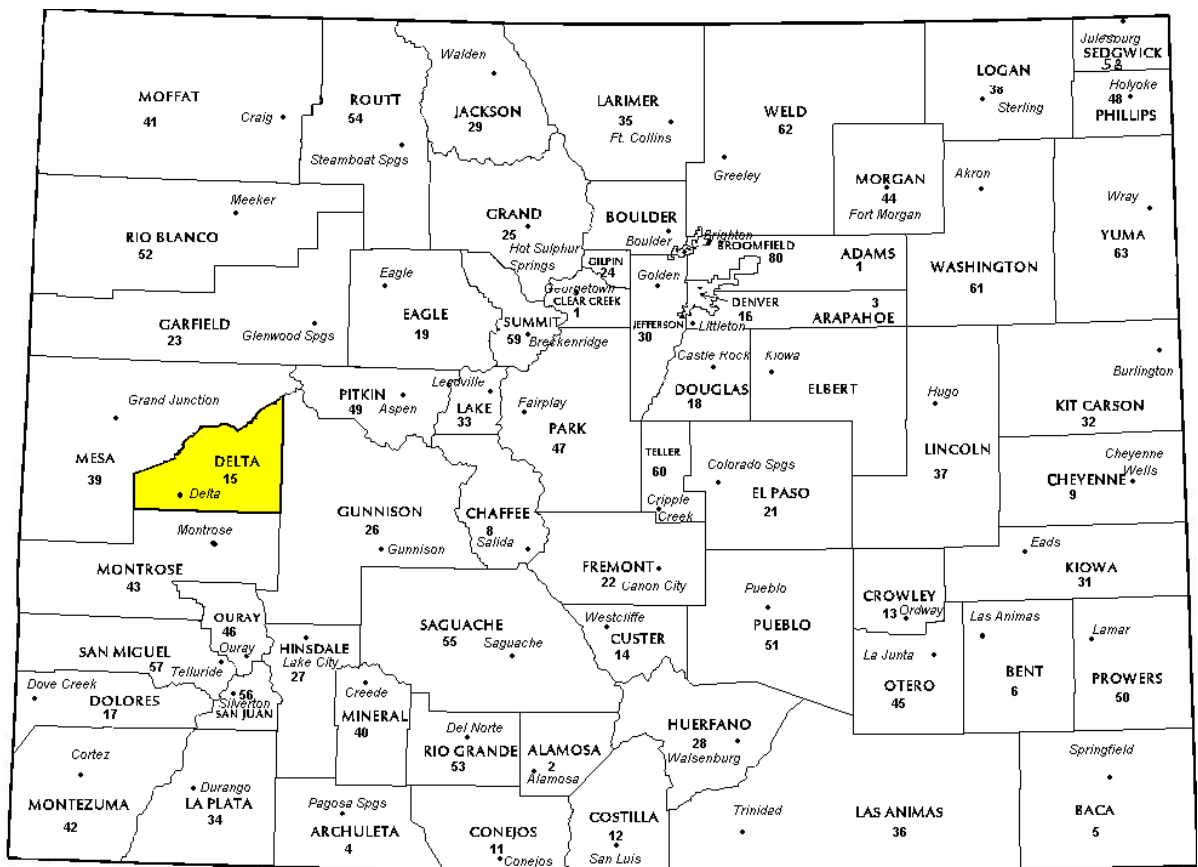 Walden
JACKSON
29
MOFFAT
41
Craig
ROUTT
54
Steamboat Spgs
LARIMER
35
Ft. Collins
WELD
62
Greeley
LOGAN
38
Sterling
Julesburg
SEDGWICK
58
Holyoke
48
PHILLIPS
MORGAN
44
Fort Morgan
Akron
WASHINGTON
61
Wray
YUMA
63
Meeker
RIO BLANCO
52
GRAND
25
Hot Sulphur
Springs
BOULDER
Boulder
Brighton
BROOMFIELD
80
ADAMS
1
GILPIN
24
Golden
JEFFERSON
30
Georgetown
CLEAR CREEK
1
DENVER
16
3
ARAPAHOE
Littleton
Eagle
EAGLE
19
SUMMIT
59
Breckenridge
GARFIELD
23
Glenwood Spgs
Castle Rock
DOUGLAS
18
Kiowa
ELBERT
Hugo
LINCOLN
37
Burlington
KIT CARSON
32
Grand Junction
MESA
39
DELTA
15
Delta
PITKIN
49
Aspen
Leadville
LAKE
33
Fairplay
PARK
47
TELLER
60
Cripple
Creek
Colorado Spgs
EL PASO
21
Cheyenne
Wells
CHEYENNE
9
GUNNISON
26
Gunnison
CHAFFEE
8
Salida
Montrose
MONTROSE
43
FREMONT
22
Canon City
Pueblo
PUEBLO
51
CROWLEY
13
Ordway
Eads
KIOWA
31
OURAY
46
Ouray
HINSDALE
Lake City
27
SAGUACHE
55
Saguache
Westcliffe
CUSTER
14
La Junta
OTERO
45
Las Animas
BENT
6
Lamar
PROWERS
50
SAN MIGUEL
57
Telluride
Dove Creek
DOLORES
17
56
Silverton
SAN JUAN
Creede
MINERAL
40
Del Norte
RIO GRANDE
53
ALAMOSA
2
Alamosa
HUERFANO
28
Walsenburg
Cortez
MONTEZUMA
42
Durango
LA PLATA
34
Pagosa Spgs
ARCHULETA
4
CONEJOS
11
Conejos
COSTILLA
12
San Luis
Trinidad
LAS ANIMAS
36
Springfield
BACA
5